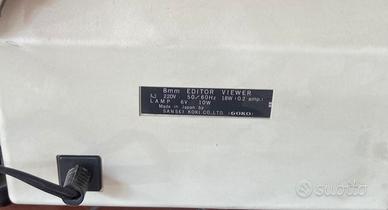 8mm EDITOR VIEWER
220V 50/60Hz 18W (0.2 amp.)
LAMP 6V 10W
Made in Japan by
SANSEI KOKI CO., LTD. (GOKO)
subito